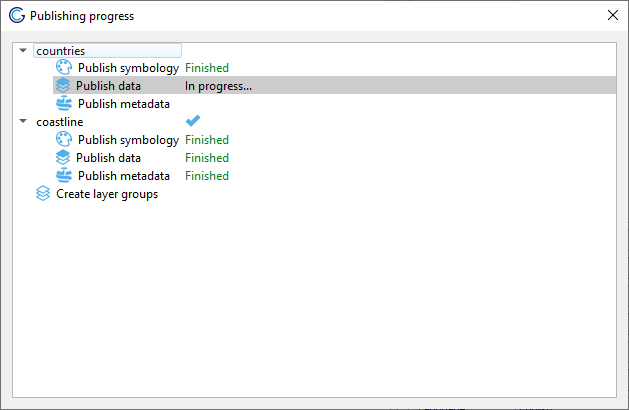 Publishing progress
countries
Publish symbology Finished
Publish data In progress...
Publish metadata
coastline
Publish symbology Finished
Publish data Finished
Publish metadata Finished
Create layer groups